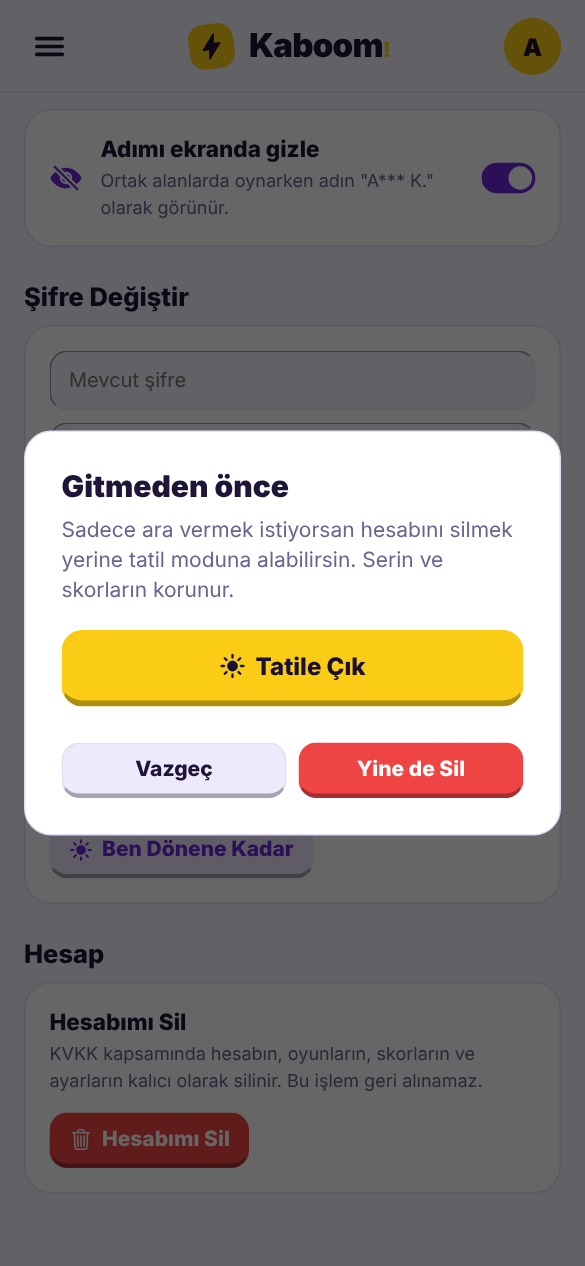 Kaboom!
A
Adımı ekranda gizle
Ortak alanlarda oynarken adın "A*** K."
olarak görünür.
Şifre Değiştir
Mevcut şifre
Gitmeden önce
Sadece ara vermek istiyorsan hesabını silmek
yerine tatil moduna alabilirsin. Serin ve
skorların korunur.
Tatile Çık
Vazgeç
Yine de Sil
Ben Dönene Kadar
Hesap
Hesabımı Sil
KVKK kapsamında hesabın, oyunların, skorların ve
ayarların kalıcı olarak silinir. Bu işlem geri alınamaz.
Hesabımı Sil